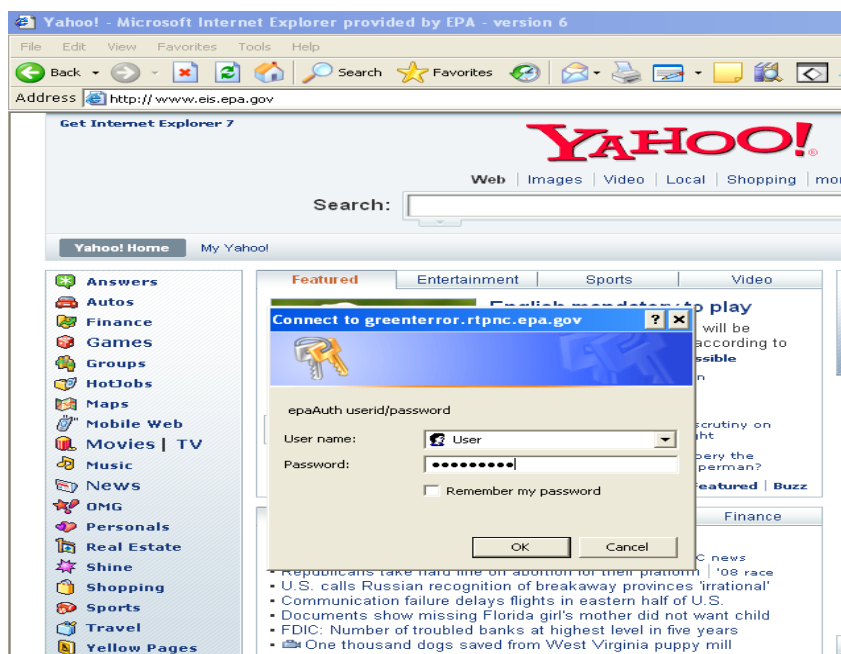 Yahoo! - Microsoft Internet Explorer provided by EPA - version 6
File Edit View Favorites Tools Help
Back Search Favorites
Address http://www.eis.epa.gov
Get Internet Explorer 7
YAHOO!
Web | Images | Video | Local | Shopping |
Search:
Yahoo! Home My Yahoo!
Answers
Autos
Finance
Games
Groups
HotJobs
Maps
Mobile Web
Movies | TV
Music
News
OMG
Personals
Real Estate
Shine
Shopping
Sports
Travel
Yellow Pages
Featured Entertainment Sports Video
English mandatory to play
will be
according to
Connect to greenterror.rtpnc.epa.gov
epaAuth userid/password
User name: User
Password: •••••••••
Remember my password
OK Cancel
scrutiny on
perman?
Featured | Buzz
Finance
news
Republicans take hard line on abortion for their platform | '08 race
• U.S. calls Russian recognition of breakaway provinces 'irrational'
• Communication failure delays flights in eastern half of U.S.
• Documents show missing Florida girl's mother did not want child
• FDIC: Number of troubled banks at highest level in five years
• One thousand dogs saved from West Virginia puppy mill